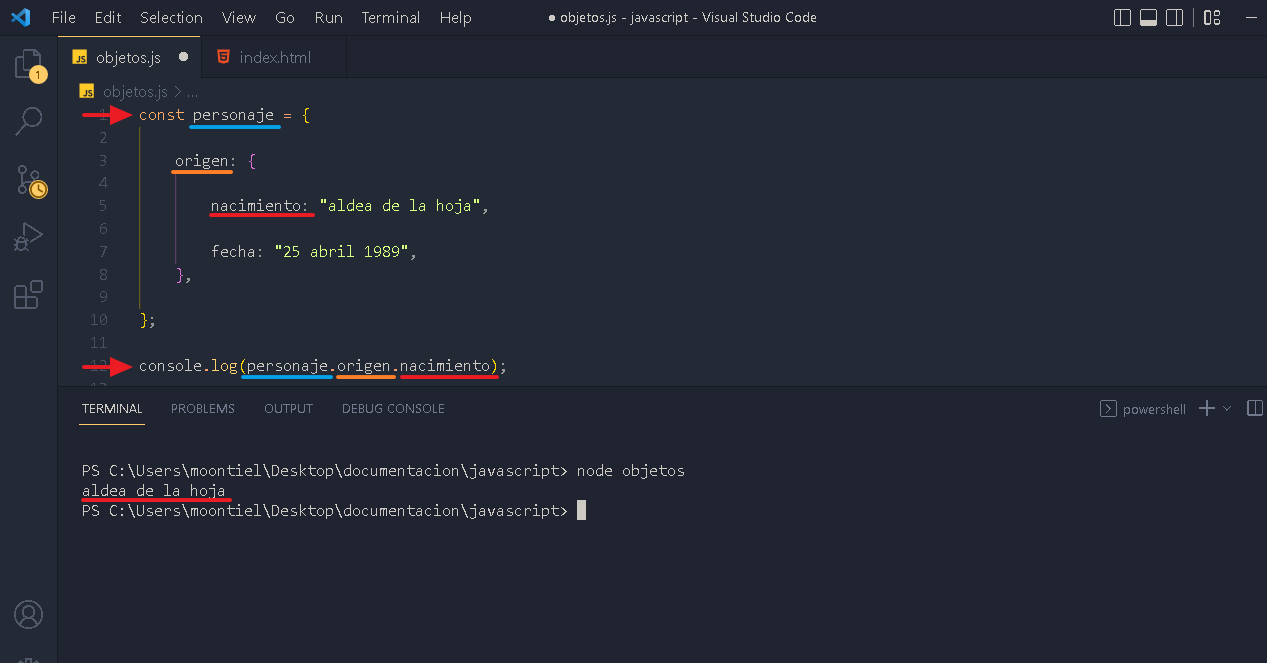 File Edit Selection View Go Run Terminal Help ● objetos.js - javascript - Visual Studio Code
JS objetos.js ● index.html
1
JS objetos.js > ...
1 const personaje = {
2
3 origen: {
4
5 nacimiento: "aldea de la hoja",
6
7 fecha: "25 abril 1989",
8 },
9
10 };
11
12 console.log(personaje.origen.nacimiento);
13
TERMINAL PROBLEMS OUTPUT DEBUG CONSOLE powershell
PS C:\Users\moontiel\Desktop\documentacion\javascript> node objetos
aldea de la hoja
PS C:\Users\moontiel\Desktop\documentacion\javascript>